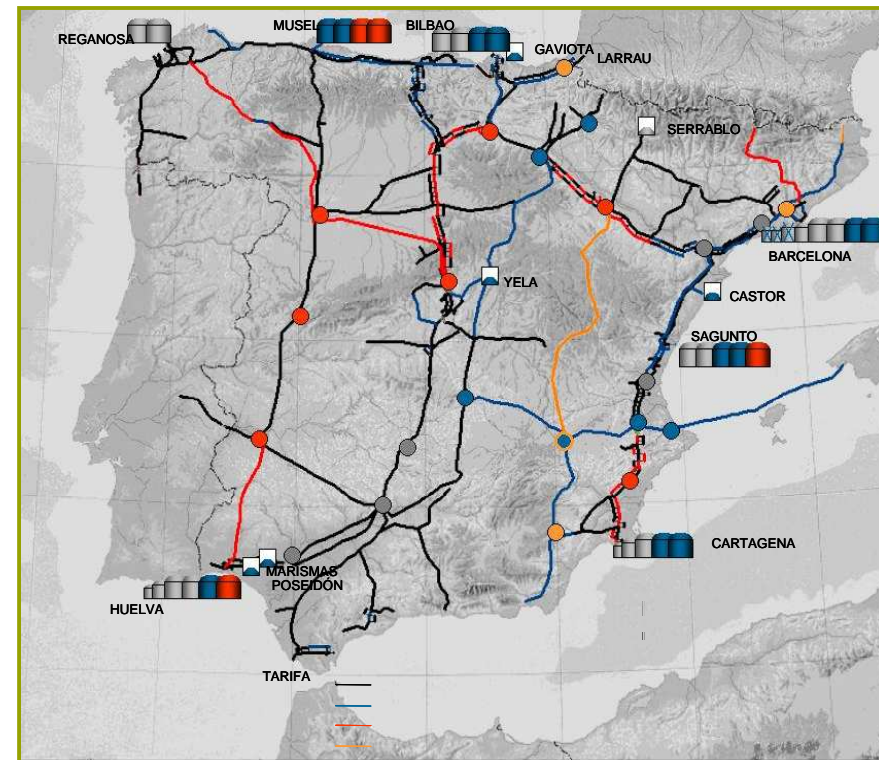 REGANOSA
MUSEL
BILBAO
GAVIOTA
LARRAU
SERRABLO
BARCELONA
YELA
CASTOR
SAGUNTO
CARTAGENA
MARISMAS
POSEIDÓN
HUELVA
TARIFA